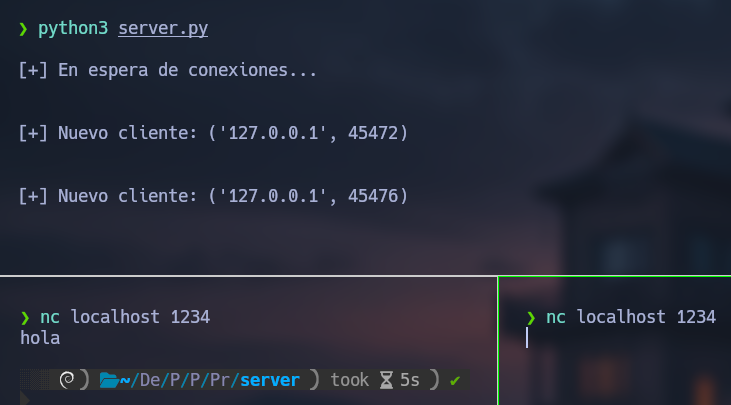 ❯ python3 server.py
[+] En espera de conexiones...
[+] Nuevo cliente: ('127.0.0.1', 45472)
[+] Nuevo cliente: ('127.0.0.1', 45476)
❯ nc localhost 1234
hola
~/De/P/P/Pr/server ) took 5s ) ✔
❯ nc localhost 1234